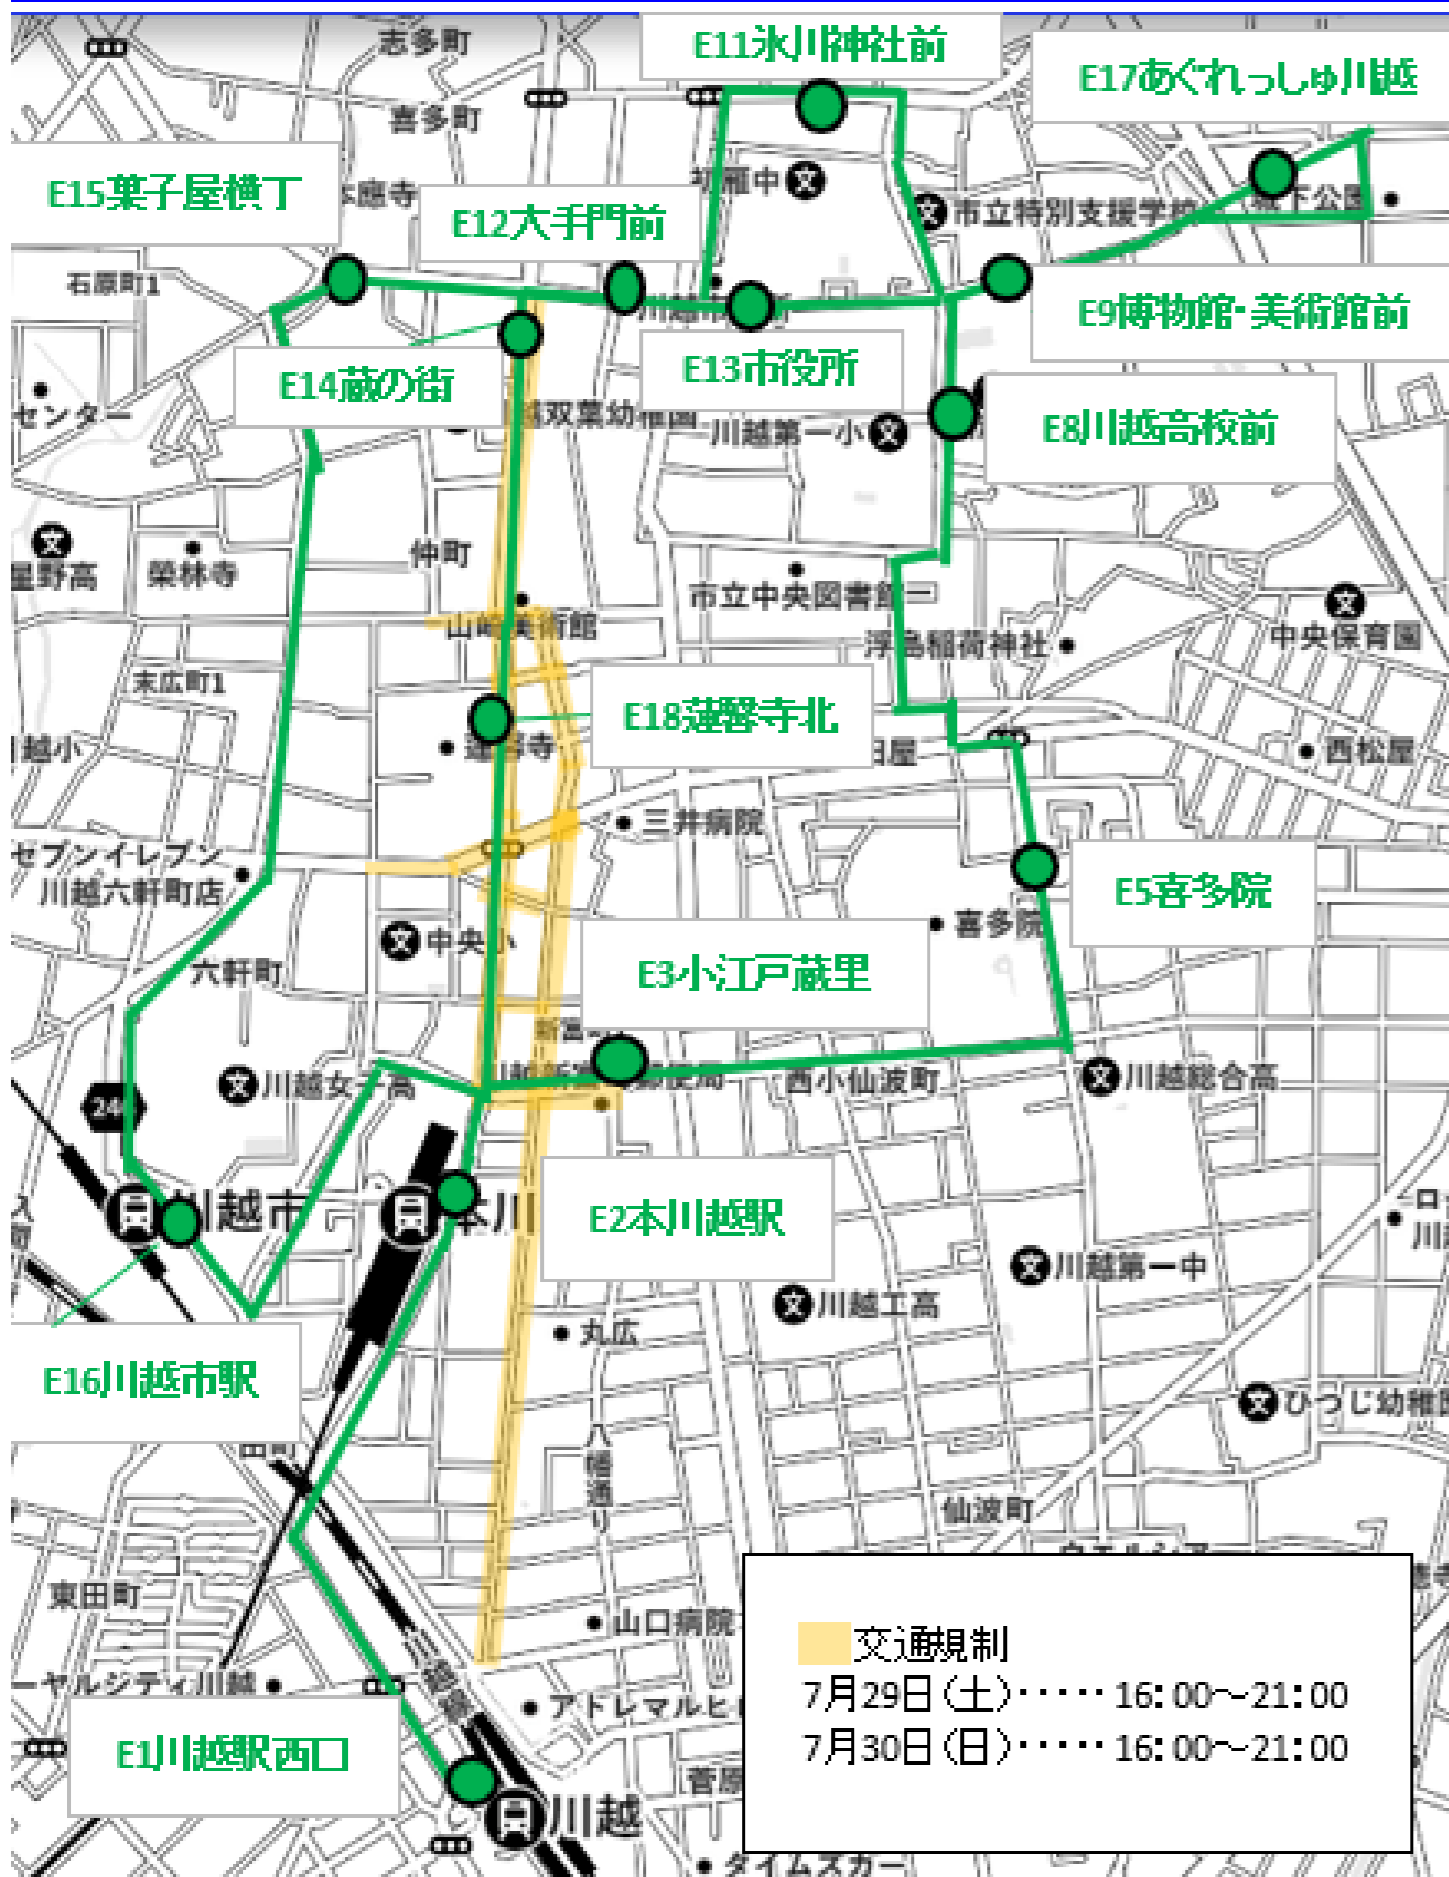 志多町
E11氷川神社前
E17あぐれっしゅ川越
喜多町
初雁中
E15菓子屋横丁
E12大手門前
市立特別支援学校
城下公園
石原町1
E9博物館・美術館前
E14蔵の街
E13市役所
センター
川越第一小
E8川越高校前
仲町
星野高
榮林寺
市立中央図書館
山崎美術館
浮島稲荷神社
中央保育園
末広町1
E18蓮馨寺北
蓮馨寺
西松屋
三井病院
セブンイレブン
川越六軒町店
E5喜多院
喜多院
中央小
六軒町
E3小江戸蔵里
川越女子高
西小仙波町
川越総合高
川越市
E2本川越駅
川越第一中
川越工高
丸広
E16川越市駅
八幡通り
仙波町
東田町
山口病院
交通規制
7月29日(土)‥‥‥16:00～21:00
7月30日(日)‥‥‥16:00～21:00
E1川越駅西口
川越
タイムズカー